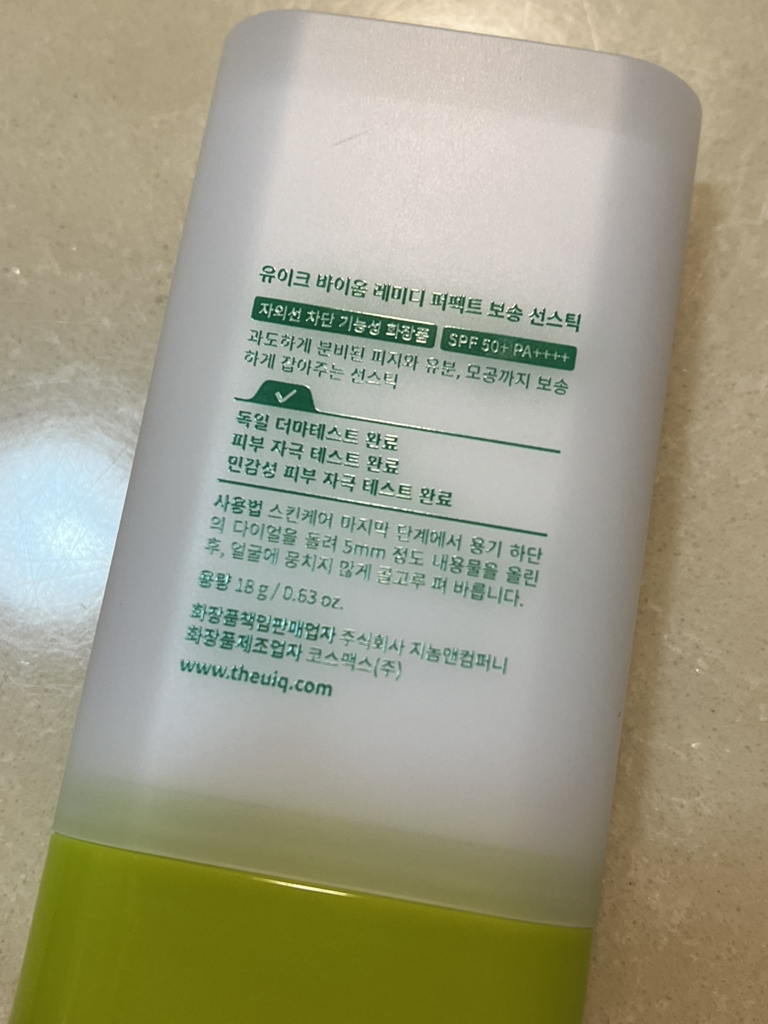 유이크 바이옴 레미디 퍼펙트 보송 선스틱
자외선 차단 기능성 화장품 SPF 50+ PA++++
과도하게 분비된 피지와 유분, 모공까지 보송
하게 잡아주는 선스틱
독일 더마테스트 완료
피부 자극 테스트 완료
민감성 피부 자극 테스트 완료
사용법 스킨케어 마지막 단계에서 용기 하단
의 다이얼을 돌려 5mm 정도 내용물을 올린
후, 얼굴에 뭉치지 않게 골고루 펴 바릅니다.
용량 18 g / 0.63 oz.
화장품책임판매업자 주식회사 지놈앤컴퍼니
화장품제조업자 코스맥스(주)
www.theuiq.com